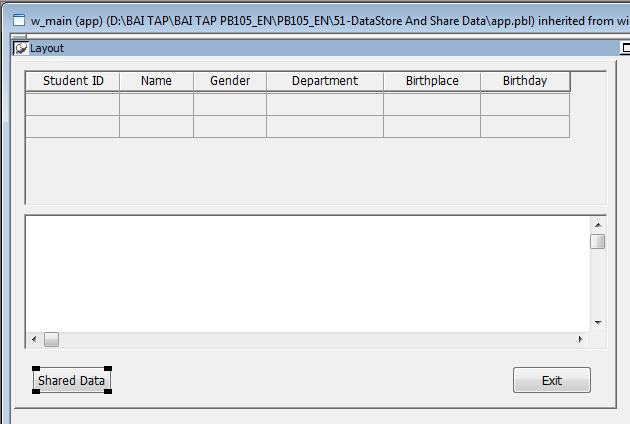 w_main (app) (D:\BAI TAP\BAI TAP PB105_EN\PB105_EN\51-DataStore And Share Data\app.pbl) inherited from wi
Layout
Student ID Name Gender Department Birthplace Birthday
Shared Data Exit